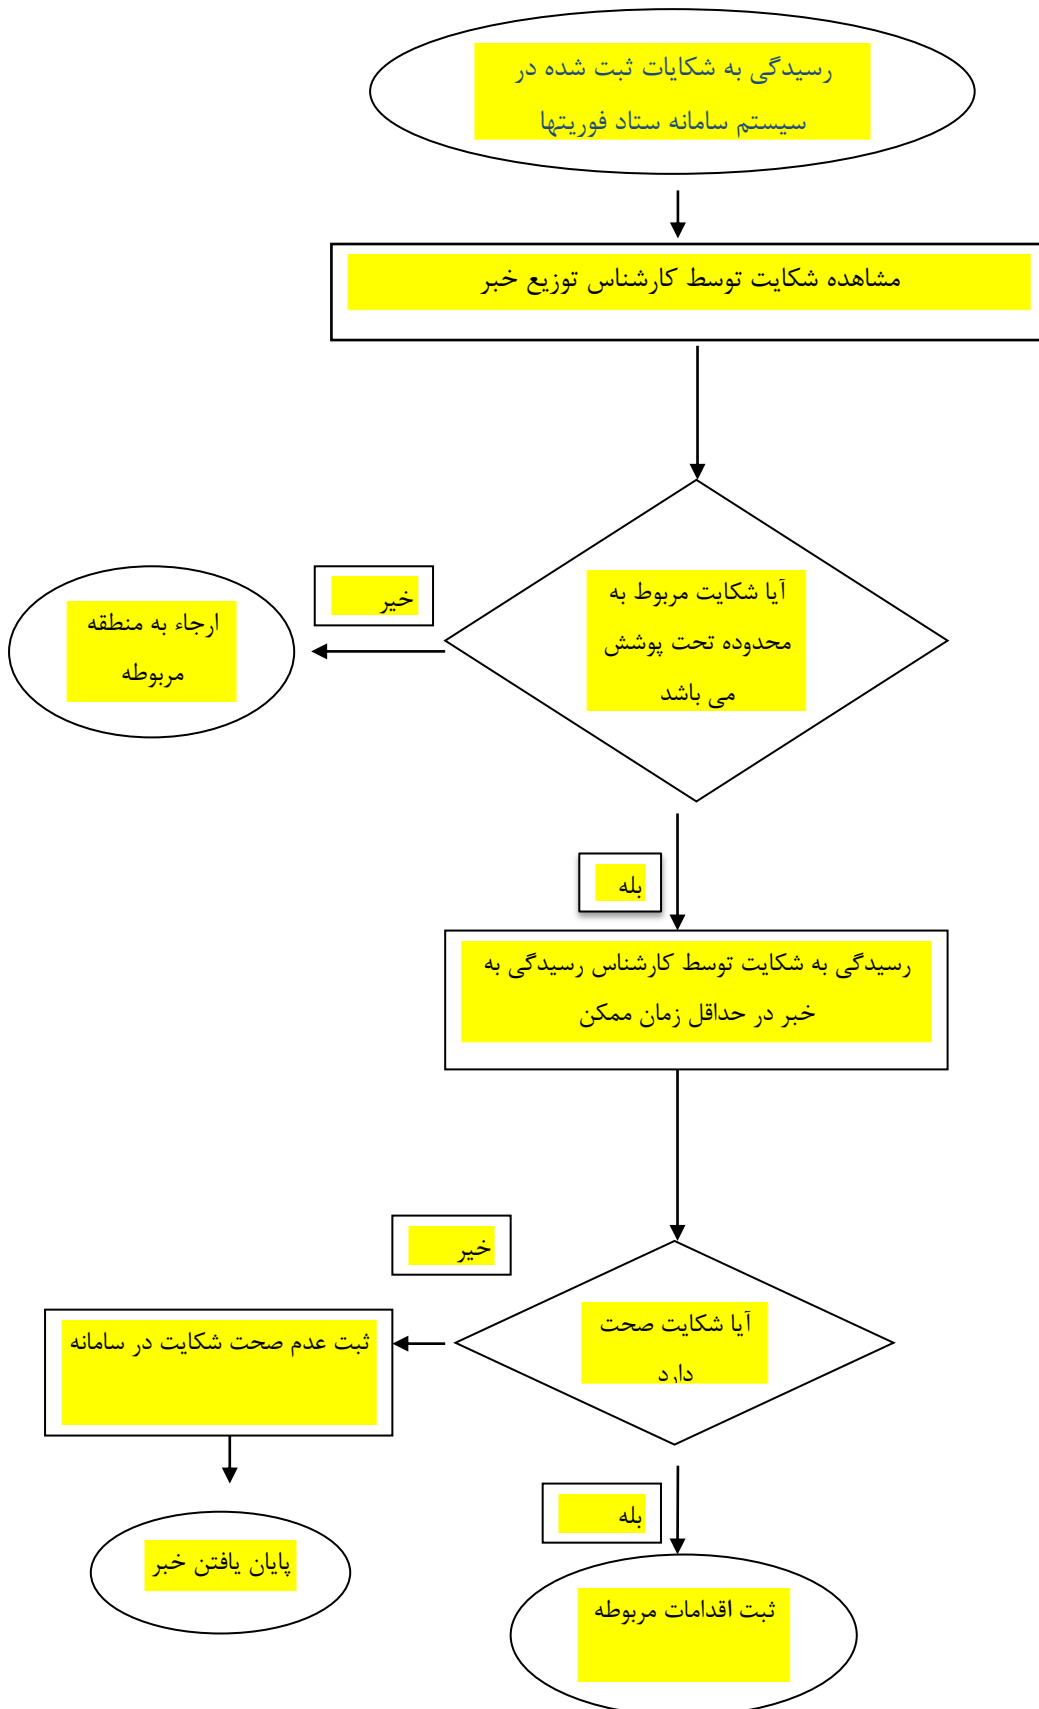 رسیدگی به شکایات ثبت شده در
سیستم سامانه ستاد فوریتها
مشاهده شکایت توسط کارشناس توزیع خبر
آیا شکایت مربوط به
محدوده تحت پوشش
می باشد
خیر
ارجاء به منطقه
مربوطه
بله
رسیدگی به شکایت توسط کارشناس رسیدگی به
خبر در حداقل زمان ممکن
خیر
آیا شکایت صحت
دارد
ثبت عدم صحت شکایت در سامانه
بله
پایان یافتن خبر
ثبت اقدامات مربوطه